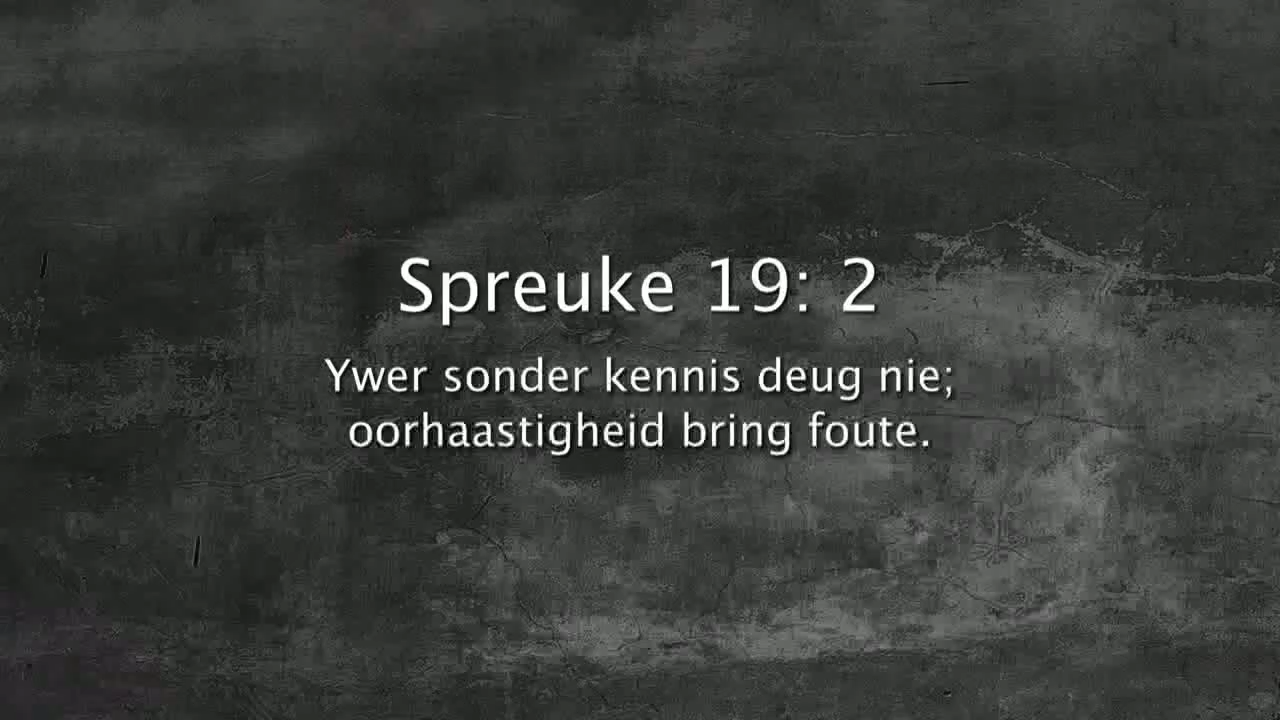 Spreuke 19: 2
Ywer sonder kennis deug nie;
oorhaastigheid bring foute.